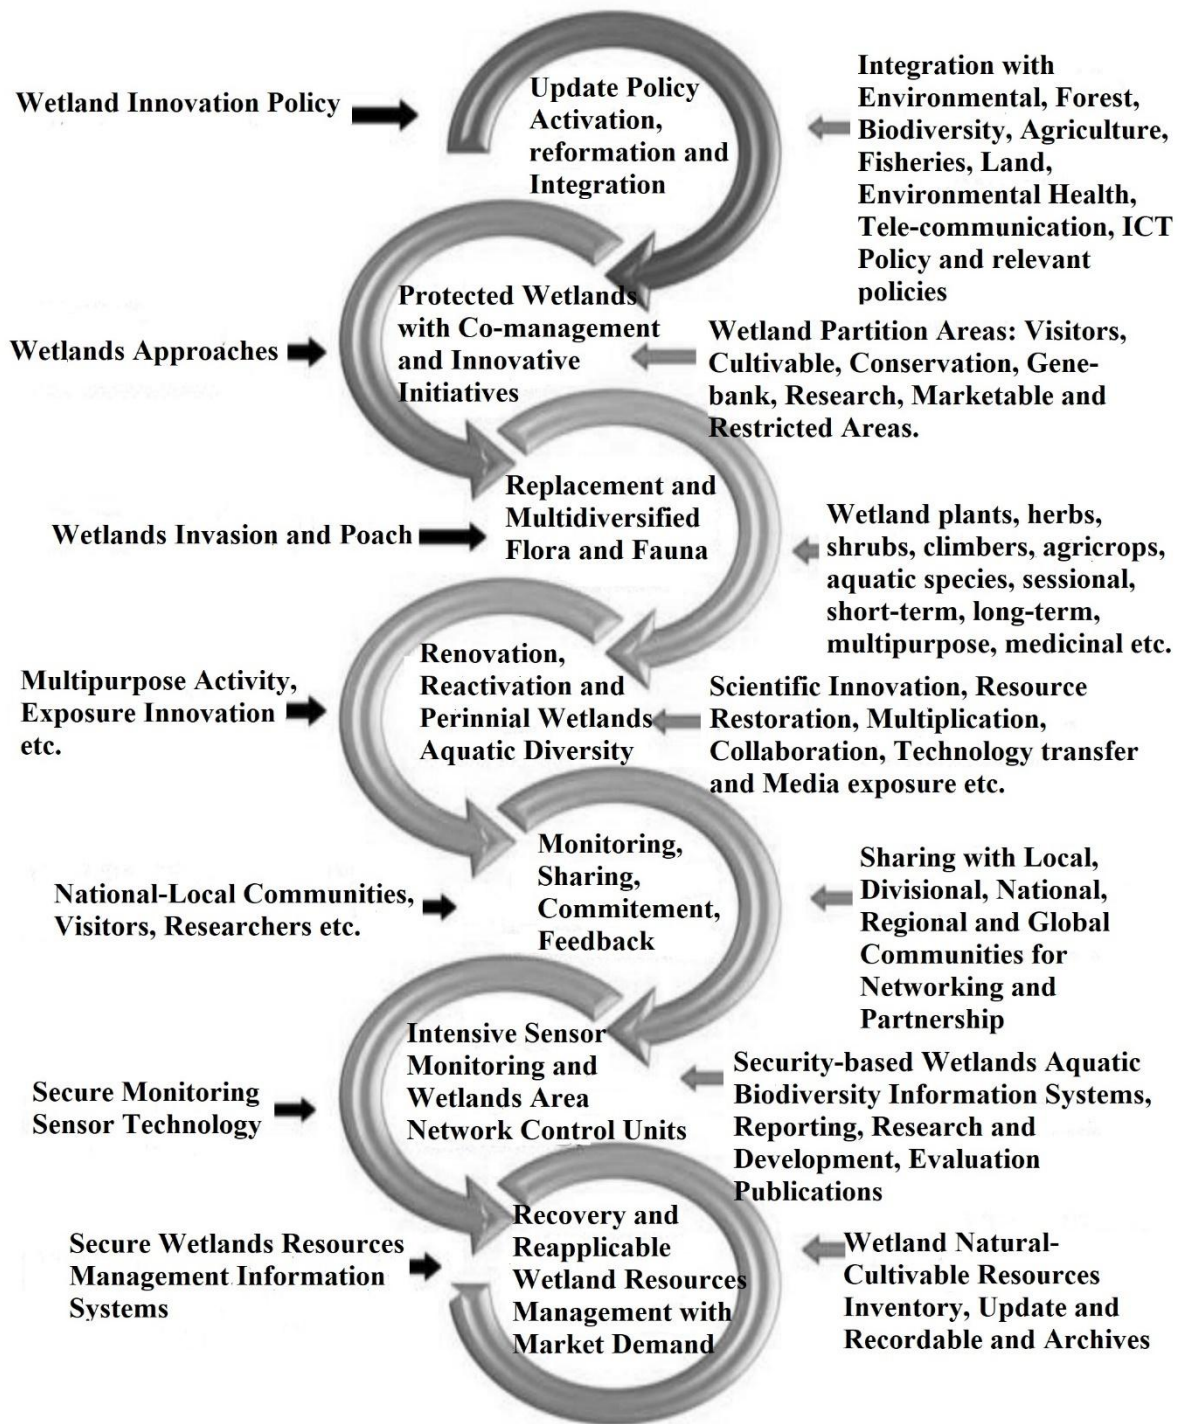 Wetland Innovation Policy
Update Policy
Activation,
reformation and
Integration
Integration with
Environmental, Forest,
Biodiversity, Agriculture,
Fisheries, Land,
Environmental Health,
Tele-communication, ICT
Policy and relevant
policies
Wetlands Approaches
Protected Wetlands
with Co-management
and Innovative
Initiatives
Wetland Partition Areas: Visitors,
Cultivable, Conservation, Gene-
bank, Research, Marketable and
Restricted Areas.
Wetlands Invasion and Poach
Replacement and
Multidiversified
Flora and Fauna
Wetland plants, herbs,
shrubs, climbers, agricrops,
aquatic species, sessional,
short-term, long-term,
multipurpose, medicinal etc.
Multipurpose Activity,
Exposure Innovation
etc.
Renovation,
Reactivation and
Perinnial Wetlands
Aquatic Diversity
Scientific Innovation, Resource
Restoration, Multiplication,
Collaboration, Technology transfer
and Media exposure etc.
National-Local Communities,
Visitors, Researchers etc.
Monitoring,
Sharing,
Commitement,
Feedback
Sharing with Local,
Divisional, National,
Regional and Global
Communities for
Networking and
Partnership
Secure Monitoring
Sensor Technology
Intensive Sensor
Monitoring and
Wetlands Area
Network Control Units
Security-based Wetlands Aquatic
Biodiversity Information Systems,
Reporting, Research and
Development, Evaluation
Publications
Secure Wetlands Resources
Management Information
Systems
Recovery and
Reapplicable
Wetland Resources
Management with
Market Demand
Wetland Natural-
Cultivable Resources
Inventory, Update and
Recordable and Archives